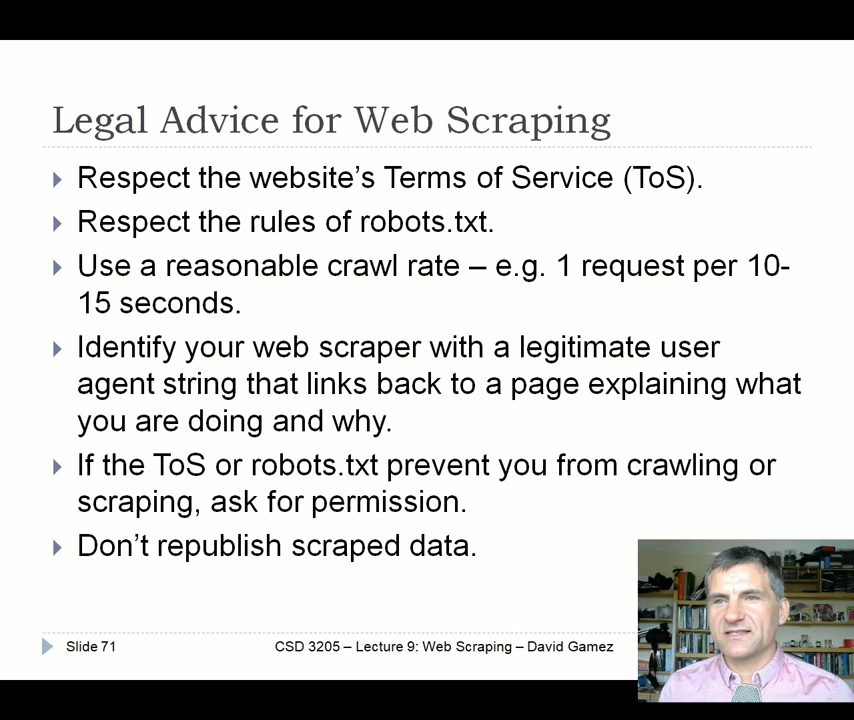 Legal Advice for Web Scraping
Respect the website’s Terms of Service (ToS).
Respect the rules of robots.txt.
Use a reasonable crawl rate – e.g. 1 request per 10-
15 seconds.
Identify your web scraper with a legitimate user
agent string that links back to a page explaining what
you are doing and why.
If the ToS or robots.txt prevent you from crawling or
scraping, ask for permission.
Don’t republish scraped data.
Slide 71
CSD 3205 – Lecture 9: Web Scraping – David Gamez